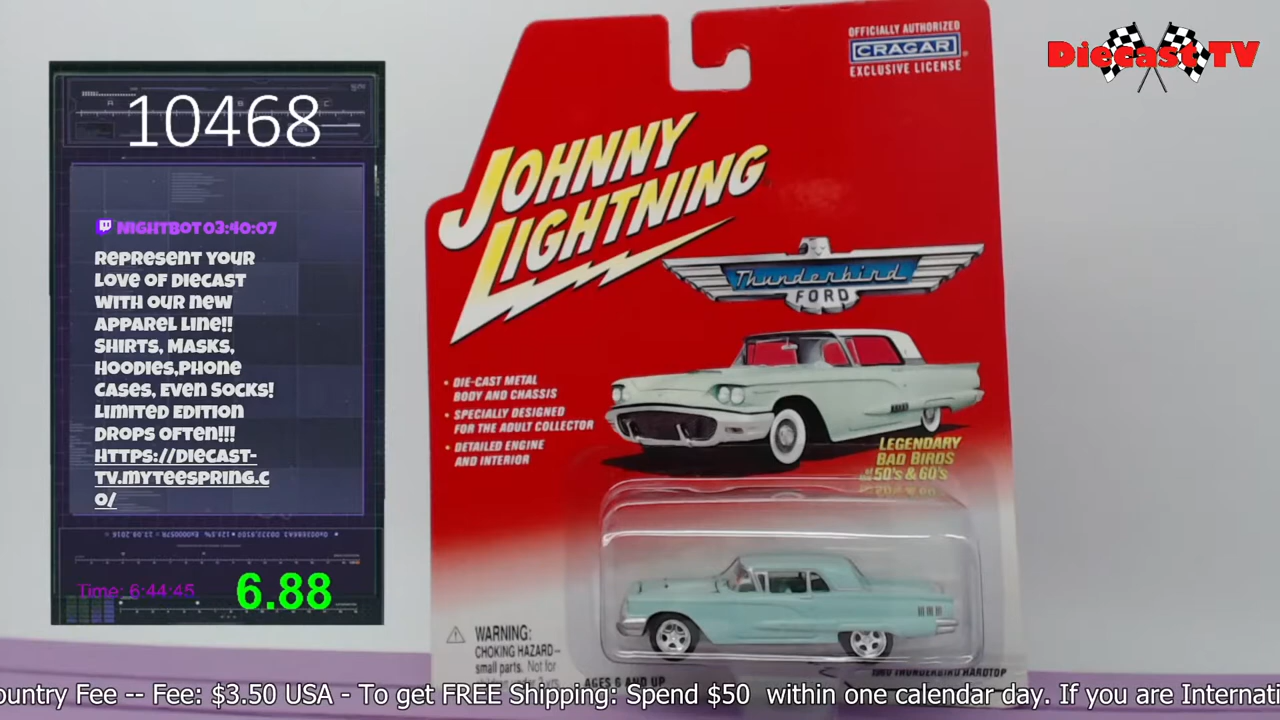 10468
NIGHTBOT 03:40:07
REPRESENT YOUR
LOVE OF DIECAST
WITH OUR NEW
APPAREL LINE!!
SHIRTS, MASKS,
HOODIES,PHONE
CASES, EVEN SOCKS!
LIMITED EDITION
DROPS OFTEN!!!
HTTPS://DIECAST-
TV.MYTEESPRING.C
O/
Time: 6:44:45
6.88
OFFICIALLY AUTHORIZED
CRAGAR®
EXCLUSIVE LICENSE
Diecast TV
JOHNNY
LIGHTNING
Thunderbird
FORD
• DIE-CAST METAL
BODY AND CHASSIS
• SPECIALLY DESIGNED
FOR THE ADULT COLLECTOR
• DETAILED ENGINE
AND INTERIOR
LEGENDARY
BAD BIRDS
of the 50's & 60's
WARNING:
CHOKING HAZARD–
small parts. Not for
AGES 6 AND UP
1960 THUNDERBIRD HARDTOP
ountry Fee -- Fee: $3.50 USA - To get FREE Shipping: Spend $50 within one calendar day. If you are Internati